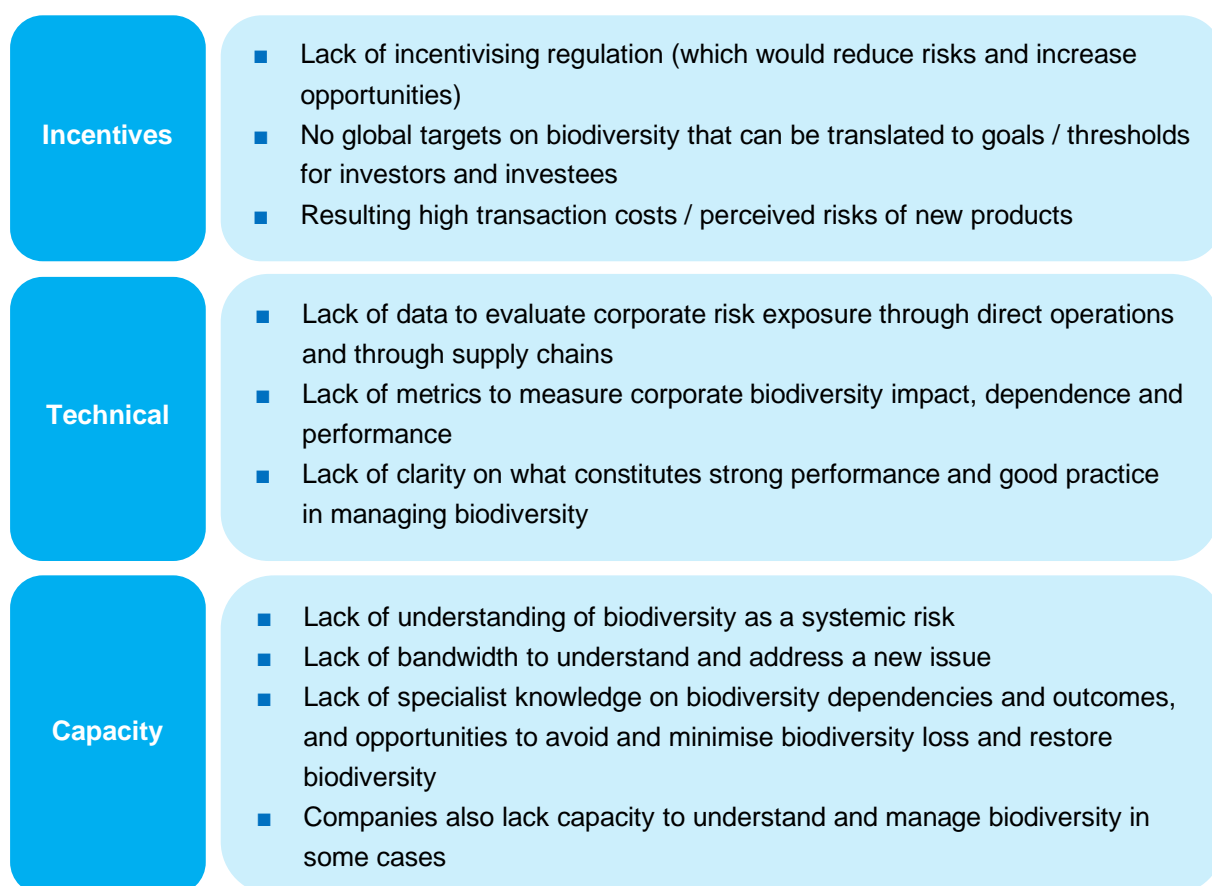 Incentives
■ Lack of incentivising regulation (which would reduce risks and increase
opportunities)
■ No global targets on biodiversity that can be translated to goals / thresholds
for investors and investees
■ Resulting high transaction costs / perceived risks of new products
Technical
■ Lack of data to evaluate corporate risk exposure through direct operations
and through supply chains
■ Lack of metrics to measure corporate biodiversity impact, dependence and
performance
■ Lack of clarity on what constitutes strong performance and good practice
in managing biodiversity
Capacity
■ Lack of understanding of biodiversity as a systemic risk
■ Lack of bandwidth to understand and address a new issue
■ Lack of specialist knowledge on biodiversity dependencies and outcomes,
and opportunities to avoid and minimise biodiversity loss and restore
biodiversity
■ Companies also lack capacity to understand and manage biodiversity in
some cases